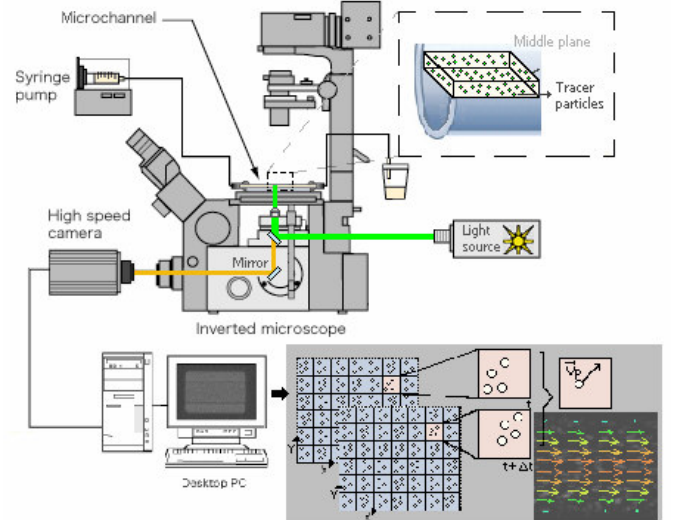 Microchannel
Syringe
pump
Middle plane
Tracer
particles
High speed
camera
Light
source
Mirror
Inverted microscope
t
V
P
t+Δt
Y
Y
Desktop PC